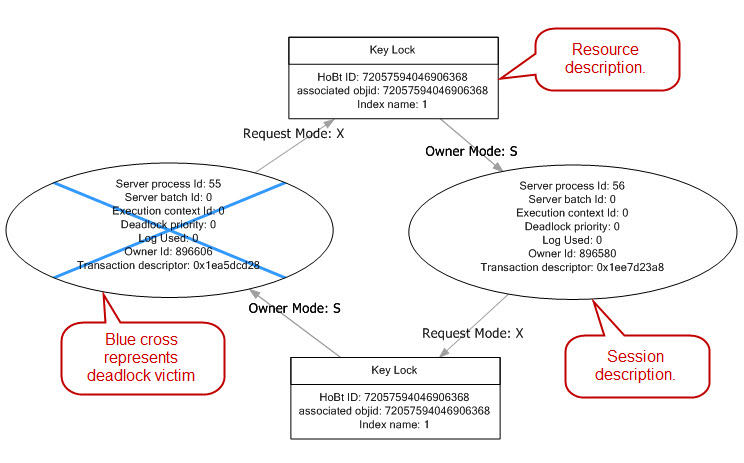 Key Lock
HoBt ID: 72057594046906368
associated objid: 72057594046906368
Index name: 1
Resource
description.
Request Mode: X
Owner Mode: S
Server process Id: 55
Server batch Id: 0
Execution context Id: 0
Deadlock priority: 0
Log Used: 0
Owner Id: 896606
Transaction descriptor: 0x1ea5dcd28
Server process Id: 56
Server batch Id: 0
Execution context Id: 0
Deadlock priority: 0
Log Used: 0
Owner Id: 896580
Transaction descriptor: 0x1ee7d23a8
Owner Mode: S
Request Mode: X
Blue cross
represents
deadlock victim
Session
description.
Key Lock
HoBt ID: 72057594046906368
associated objid: 72057594046906368
Index name: 1